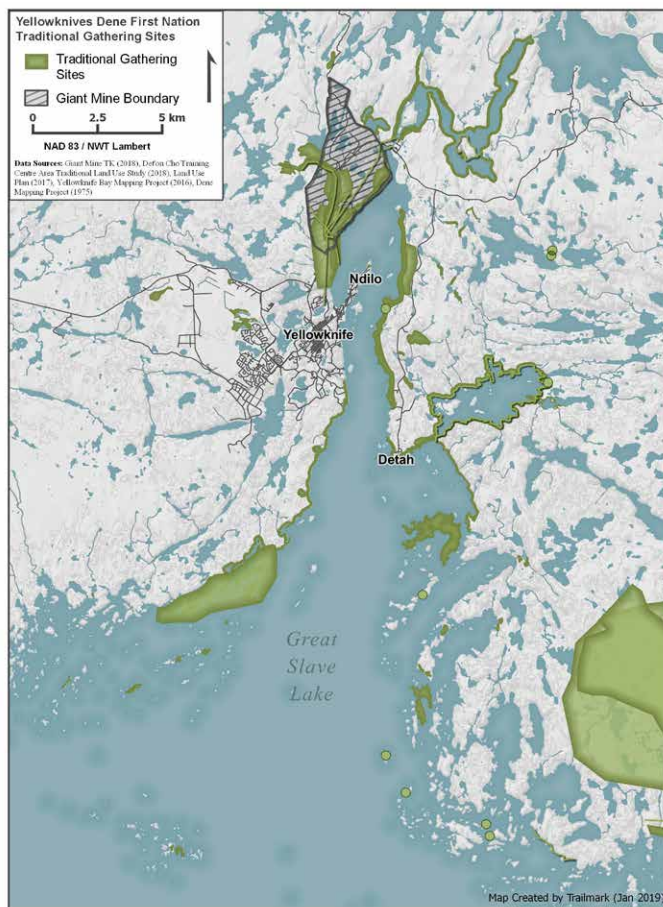 Yellowknives Dene First Nation
Traditional Gathering Sites
Traditional Gathering
Sites
Giant Mine Boundary
0 2.5 5 km
NAD 83 / NWT Lambert
Data Sources: Giant Mine TK (2018), Det'on Cho Training
Centre Area Traditional Land Use Study (2018), Land Use
Plan (2017), Yellowknife Bay Mapping Project (2016), Dene
Mapping Project (1975)
Ndilo
Yellowknife
Detah
Great
Slave
Lake
Map Created by Trailmark (Jan 2019)